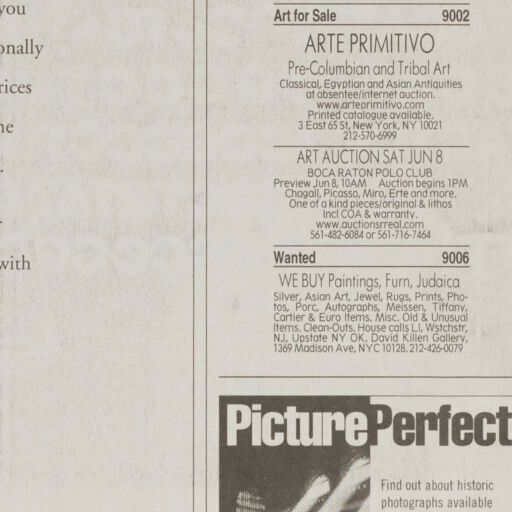 you
onally
rices
he
with
Art for Sale 9002
ARTE PRIMITIVO
Pre-Columbian and Tribal Art
Classical, Egyptian and Asian Antiquities
at absentee/internet auction.
www.arteprimitivo.com
Printed catalogue available.
3 East 65 St, New York, NY 10021
212-570-6999
ART AUCTION SAT JUN 8
BOCA RATON POLO CLUB
Preview Jun 8, 10AM Auction begins 1PM
Chagall, Picasso, Miro, Erte and more.
One of a kind pieces/original & lithos
Incl COA & warranty.
www.auctionsrreal.com
561-482-6084 or 561-716-7464
Wanted 9006
WE BUY Paintings, Furn, Judaica
Silver, Asian Art, Jewel, Rugs, Prints, Pho-
tos, Porc, Autographs, Meissen, Tiffany,
Cartier & Euro Items. Misc. Old & Unusual
Items. Clean-Outs. House calls LI, Wstchstr,
NJ, Upstate NY OK. David Killen Gallery,
1369 Madison Ave, NYC 10128. 212-426-0079
Picture Perfect
Find out about historic
photographs available